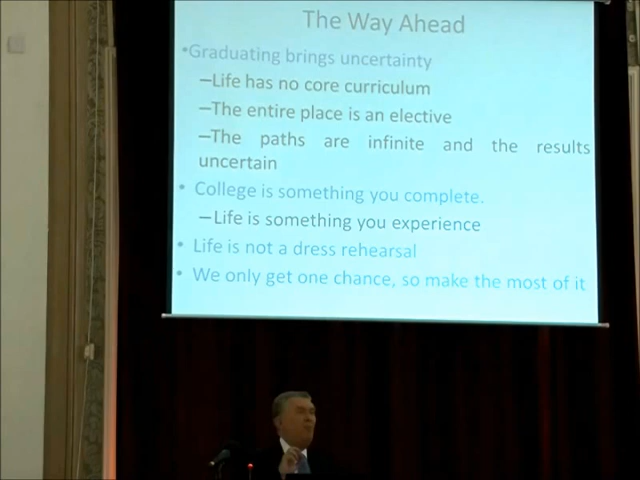 The Way Ahead
•Graduating brings uncertainty
–Life has no core curriculum
–The entire place is an elective
–The paths are infinite and the results
uncertain
• College is something you complete.
–Life is something you experience
• Life is not a dress rehearsal
• We only get one chance, so make the most of it